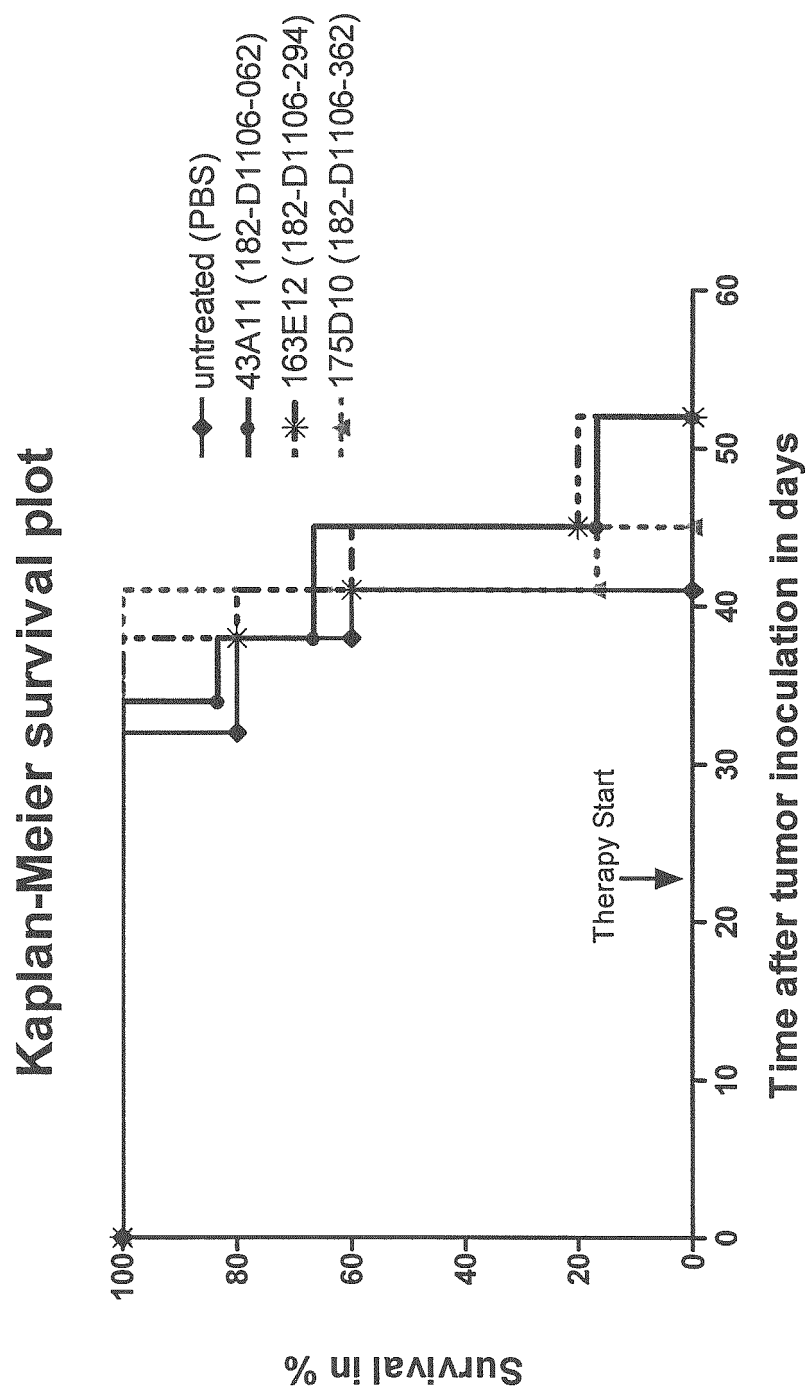 Kaplan-Meier survival plot
untreated (PBS)
43A11 (182-D1106-062)
163E12 (182-D1106-294)
175D10 (182-D1106-362)
Survival in %
100
80
60
40
20
0
Therapy Start
0
10
20
30
40
50
60
Time after tumor inoculation in days